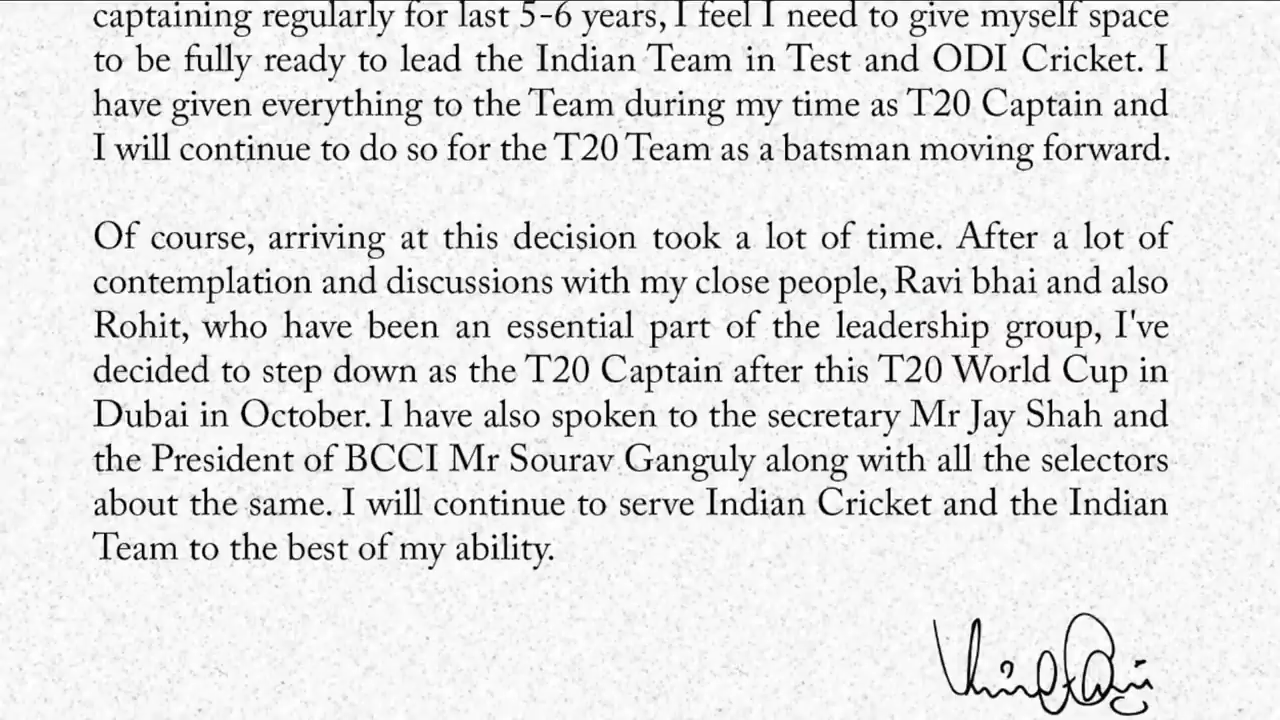 captaining regularly for last 5-6 years, I feel I need to give myself space
to be fully ready to lead the Indian Team in Test and ODI Cricket. I
have given everything to the Team during my time as T20 Captain and
I will continue to do so for the T20 Team as a batsman moving forward.
Of course, arriving at this decision took a lot of time. After a lot of
contemplation and discussions with my close people, Ravi bhai and also
Rohit, who have been an essential part of the leadership group, I've
decided to step down as the T20 Captain after this T20 World Cup in
Dubai in October. I have also spoken to the secretary Mr Jay Shah and
the President of BCCI Mr Sourav Ganguly along with all the selectors
about the same. I will continue to serve Indian Cricket and the Indian
Team to the best of my ability.